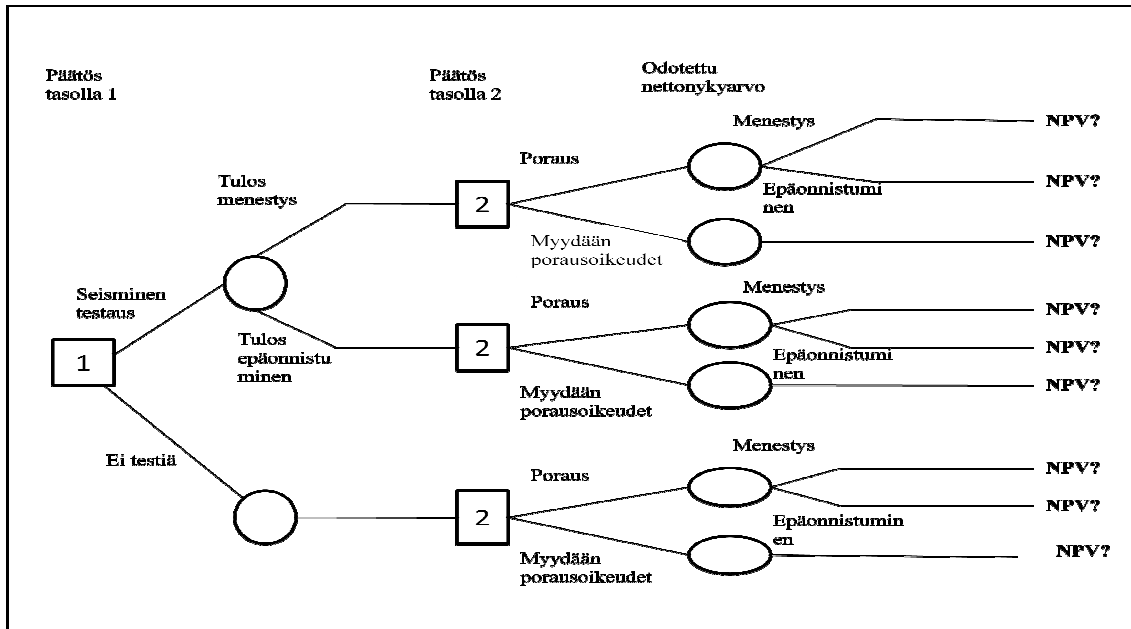 Päätös
tasolla 1
Päätös
tasolla 2
Odotettu
nettonykyarvo
Menestys
NPV?
Poraus
Tulos
menestys
2
Epäonnistumi
nen
NPV?
Myydään
porausoikeudet
NPV?
Seisminen
testaus
Poraus
Menestys
NPV?
1
Tulos
epäonnistu
minen
2
Epäonnistumi
nen
NPV?
Myydään
porausoikeudet
NPV?
Ei testiä
Poraus
Menestys
NPV?
2
Epäonnistumin
en
NPV?
Myydään
porausoikeudet
NPV?